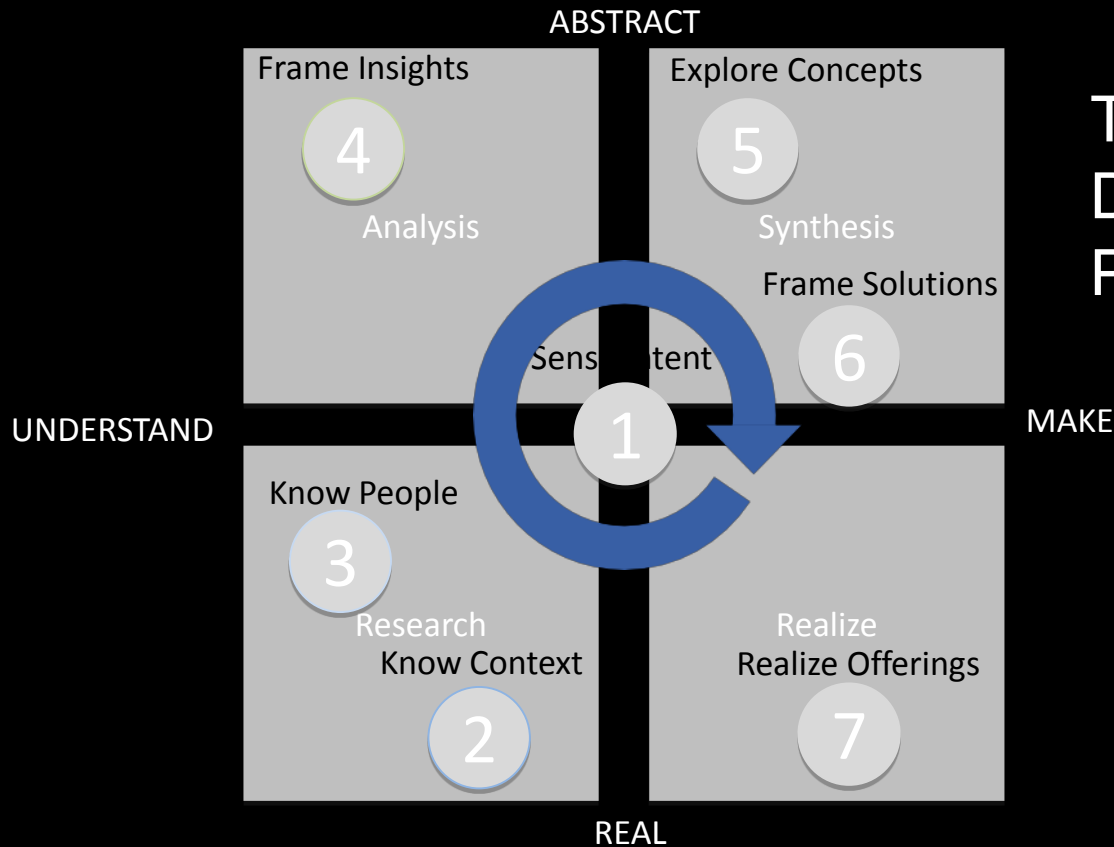 ABSTRACT
Frame Insights
4
Analysis
Explore Concepts
5
Synthesis
Frame Solutions
6
1
UNDERSTAND
MAKE
Know People
3
Research
Know Context
2
Realize
Realize Offerings
7
REAL
T
D